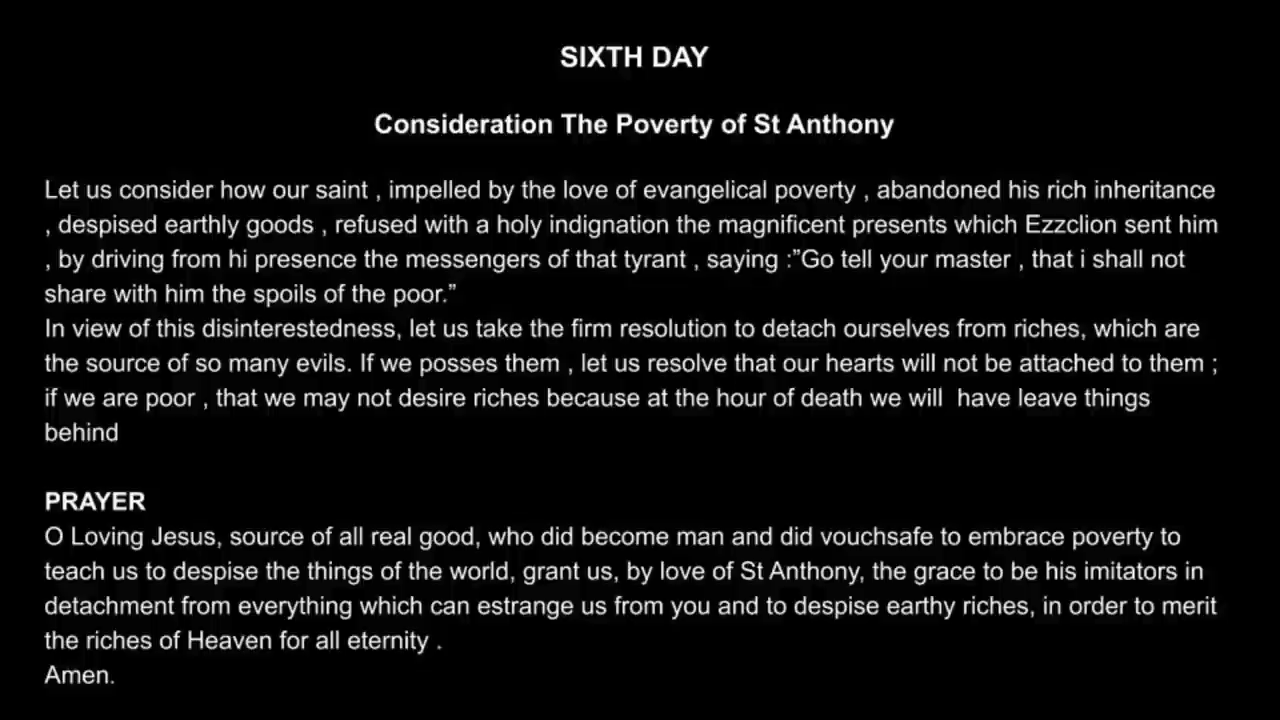 SIXTH DAY
Consideration The Poverty of St Anthony
Let us consider how our saint , impelled by the love of evangelical poverty , abandoned his rich inheritance
, despised earthly goods , refused with a holy indignation the magnificent presents which Ezzclion sent him
, by driving from hi presence the messengers of that tyrant , saying :”Go tell your master , that i shall not
share with him the spoils of the poor.”
In view of this disinterestedness, let us take the firm resolution to detach ourselves from riches, which are
the source of so many evils. If we posses them , let us resolve that our hearts will not be attached to them ;
if we are poor , that we may not desire riches because at the hour of death we will  have leave things
behind
PRAYER
O Loving Jesus, source of all real good, who did become man and did vouchsafe to embrace poverty to
teach us to despise the things of the world, grant us, by love of St Anthony, the grace to be his imitators in
detachment from everything which can estrange us from you and to despise earthy riches, in order to merit
the riches of Heaven for all eternity .
Amen.